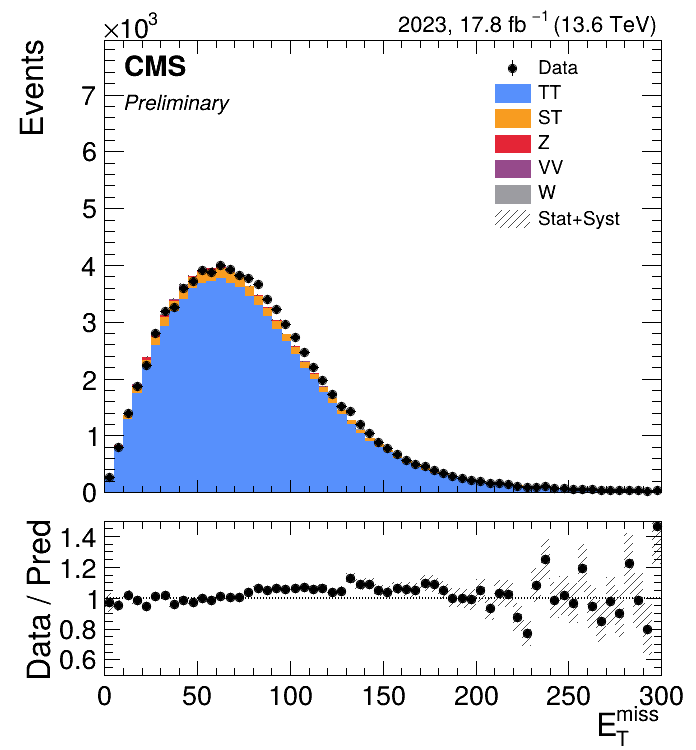 ×10³ 2023, 17.8 fb⁻¹ (13.6 TeV)
Events
CMS
Preliminary
Data
TT
ST
Z
VV
W
Stat+Syst
7
6
5
4
3
2
1
0
Data / Pred
1.4
1.2
1
0.8
0.6
0 50 100 150 200 250 300
E_T^miss